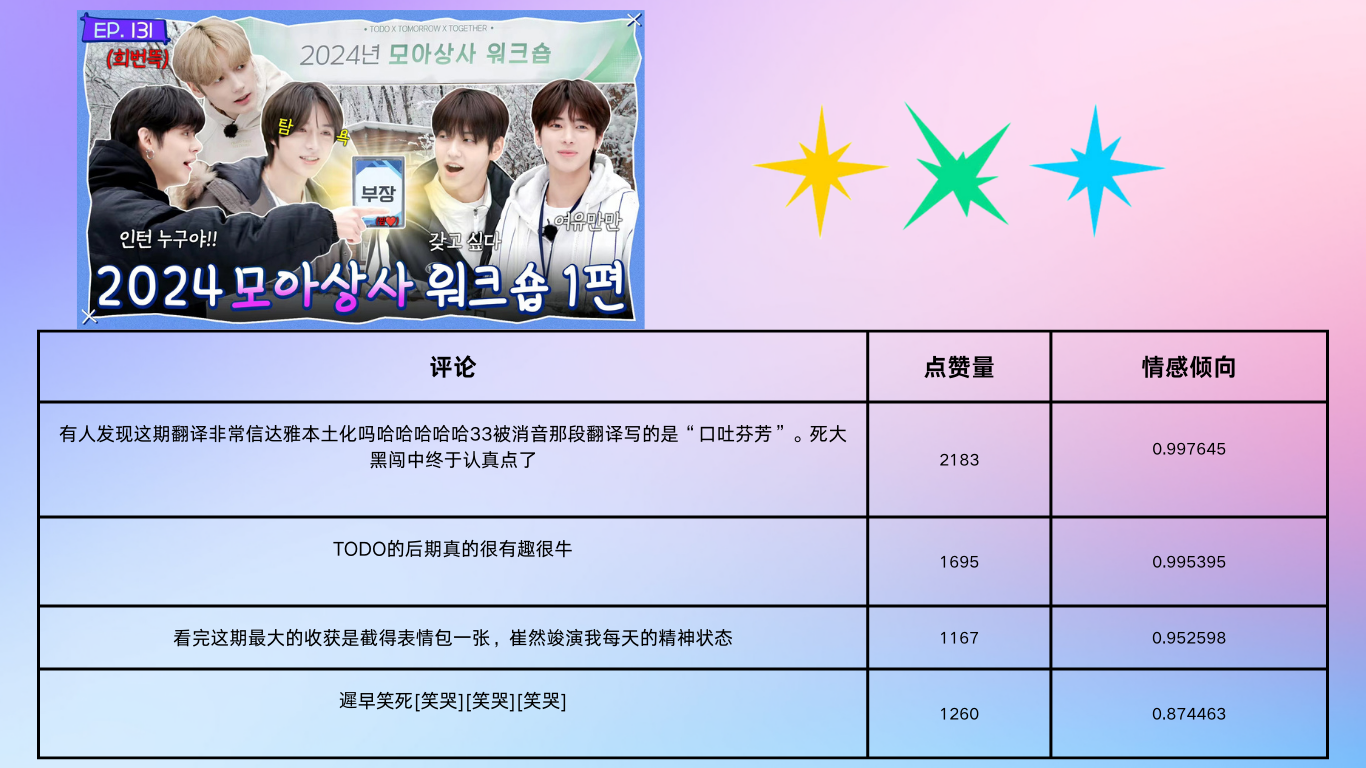 EP. 131
(희번뜩)
• TODO X TOMORROW X TOGETHER •
2024년 모아상사 워크숍
탐
욕
부장
인턴 누구야!!
갖고 싶다
여유만만
2024 모아상사 워크숍 1편
评论
点赞量
情感倾向
有人发现这期翻译非常信达雅本土化吗哈哈哈哈哈33被消音那段翻译写的是“口吐芬芳”。死大
黑闯中终于认真点了
2183
0.997645
TODO的后期真的很有趣很牛
1695
0.995395
看完这期最大的收获是截得表情包一张，崔然竣演我每天的精神状态
1167
0.952598
遲早笑死[笑哭][笑哭][笑哭]
1260
0.874463